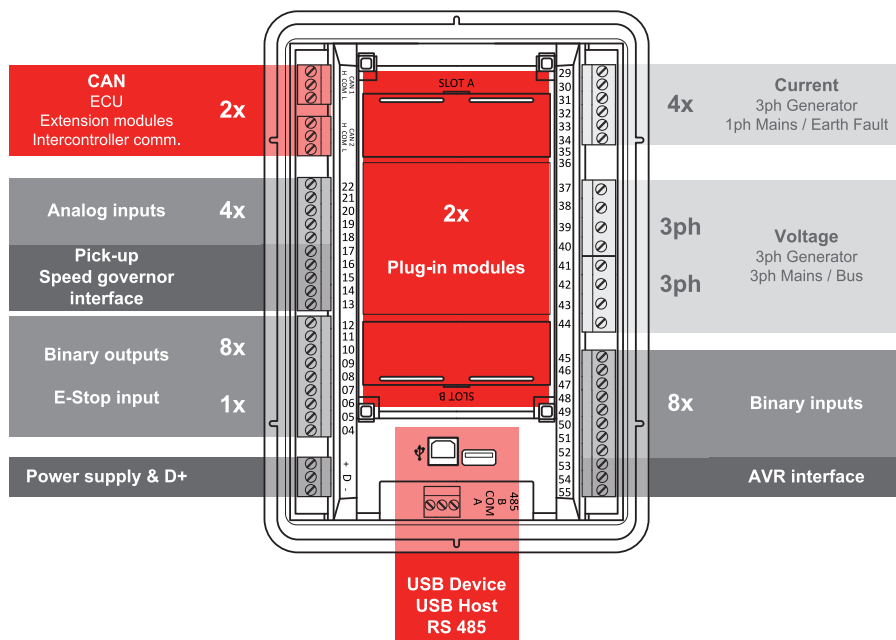 CAN
ECU
Extension modules
Intercontroller comm.
2x
H COM L
CAN 1
H COM L
CAN 2
Analog inputs
4x
Pick-up
Speed governor
interface
22
21
20
19
18
17
16
15
14
13
Binary outputs
8x
E-Stop input
1x
12
11
10
09
08
07
06
05
04
Power supply & D+
+
D
-
SLOT A
2x
Plug-in modules
SLOT B
485
B
COM
A
USB Device
USB Host
RS 485
29
30
31
32
33
34
35
36
37
38
39
40
41
42
43
44
45
46
47
48
49
50
51
52
53
54
55
4x
Current
3ph Generator
1ph Mains / Earth Fault
3ph
3ph
Voltage
3ph Generator
3ph Mains / Bus
8x
Binary inputs
AVR interface